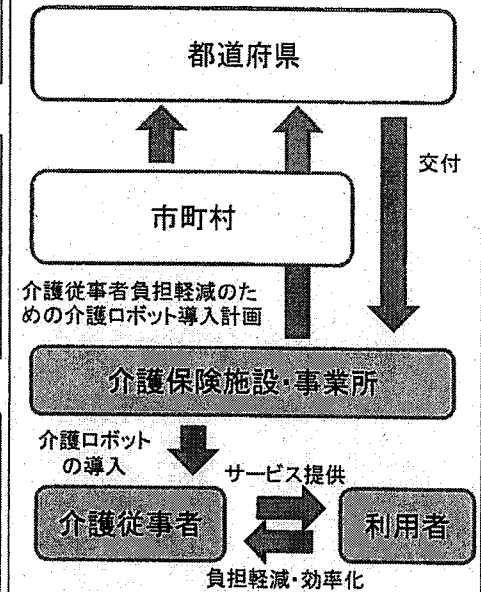 都道府県
交付
市町村
介護従事者負担軽減のた
めの介護ロボット導入計画
介護保険施設・事業所
介護ロボット
の導入
サービス提供
介護従事者
利用者
負担軽減・効率化